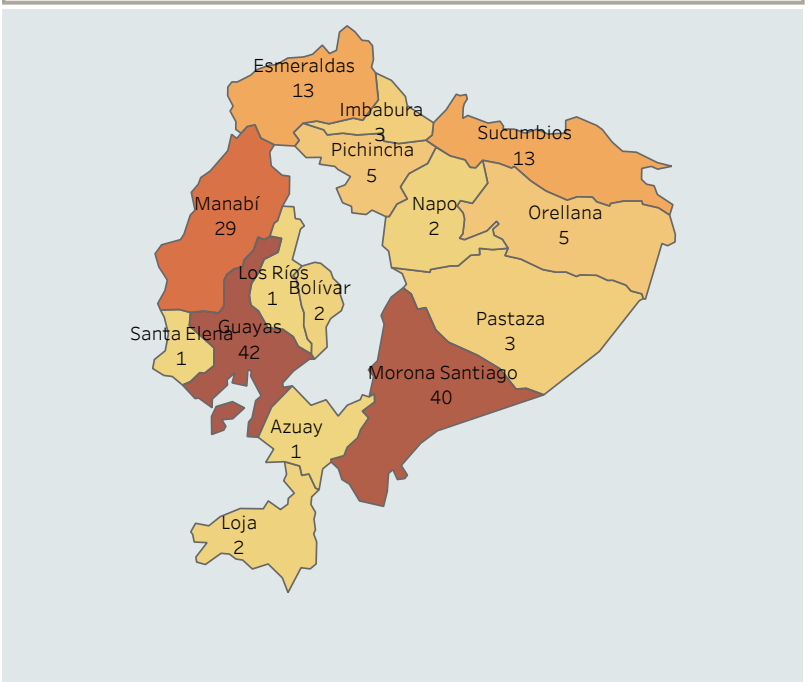 Esmeraldas
13
Imbabura
3
Sucumbios
13
Pichincha
5
Manabí
29
Napo
2
Orellana
5
Los Ríos
1
Bolívar
2
Santa Elena
1
Guayas
42
Pastaza
3
Morona Santiago
40
Azuay
1
Loja
2